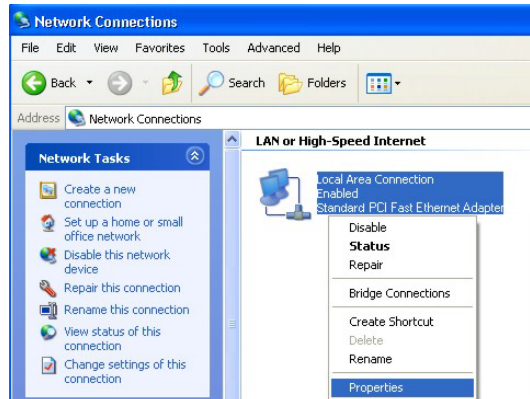 Network Connections
File Edit View Favorites Tools Advanced Help
Back Search Folders
Address Network Connections
Network Tasks
Create a new
connection
Set up a home or small
office network
Disable this network
device
Repair this connection
Rename this connection
View status of this
connection
Change settings of this
connection
LAN or High-Speed Internet
Local Area Connection
Enabled
Standard PCI Fast Ethernet Adapter
Disable
Status
Repair
Bridge Connections
Create Shortcut
Delete
Rename
Properties